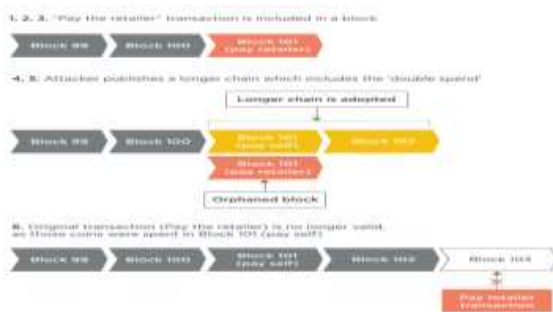 1, 2, 3. "Pay the retailer" transaction is included in a block
Block 99
Block 100
Block 101
(pay retailer)
4, 5. Attacker publishes a longer chain which includes the 'double spend'
Longer chain is adopted
Block 99
Block 100
Block 101
(pay self)
Block 102
Block 101
(pay retailer)
Orphaned block
6. Original transaction (Pay the retailer) is no longer valid,
as those coins were spent in Block 101 (pay self)
Block 99
Block 100
Block 101
(pay self)
Block 102
Block 103
Pay retailer
transaction